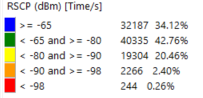 RSCP (dBm) [Time/s]
>= -65 32187 34.12%
< -65 and >= -80 40335 42.76%
< -80 and >= -90 19304 20.46%
< -90 and >= -98 2266 2.40%
< -98 244 0.26%